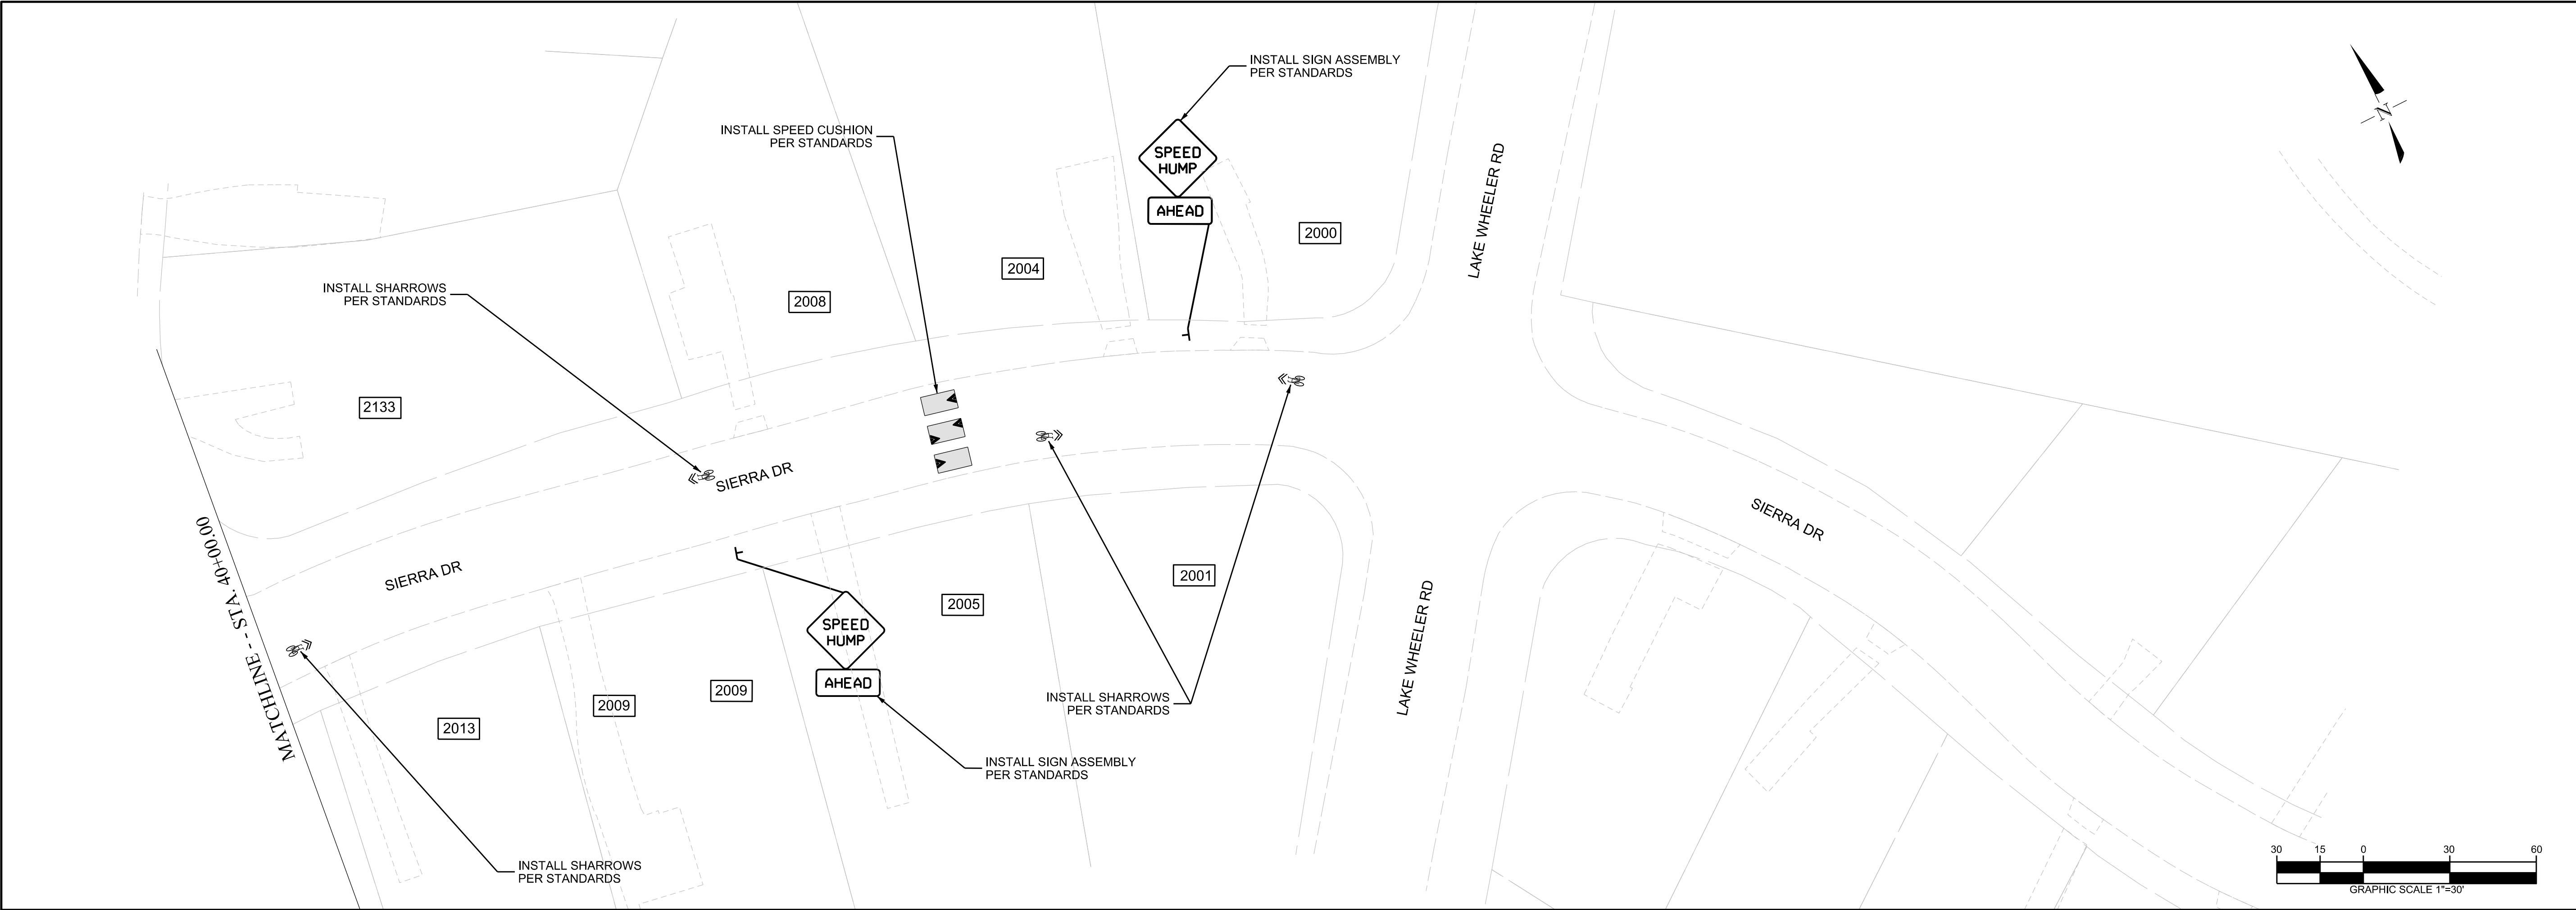 INSTALL SIGN ASSEMBLY
PER STANDARDS
INSTALL SPEED CUSHION
PER STANDARDS
SPEED
HUMP
AHEAD
N
LAKE WHEELER RD
2000
2004
2008
INSTALL SHARROWS
PER STANDARDS
2133
SIERRA DR
SIERRA DR
SIERRA DR
MATCHLINE - STA. 40+00.00
2001
2005
SPEED
HUMP
AHEAD
LAKE WHEELER RD
2009
2009
2013
INSTALL SHARROWS
PER STANDARDS
INSTALL SIGN ASSEMBLY
PER STANDARDS
INSTALL SHARROWS
PER STANDARDS
30 15 0 30 60
GRAPHIC SCALE 1"=30'